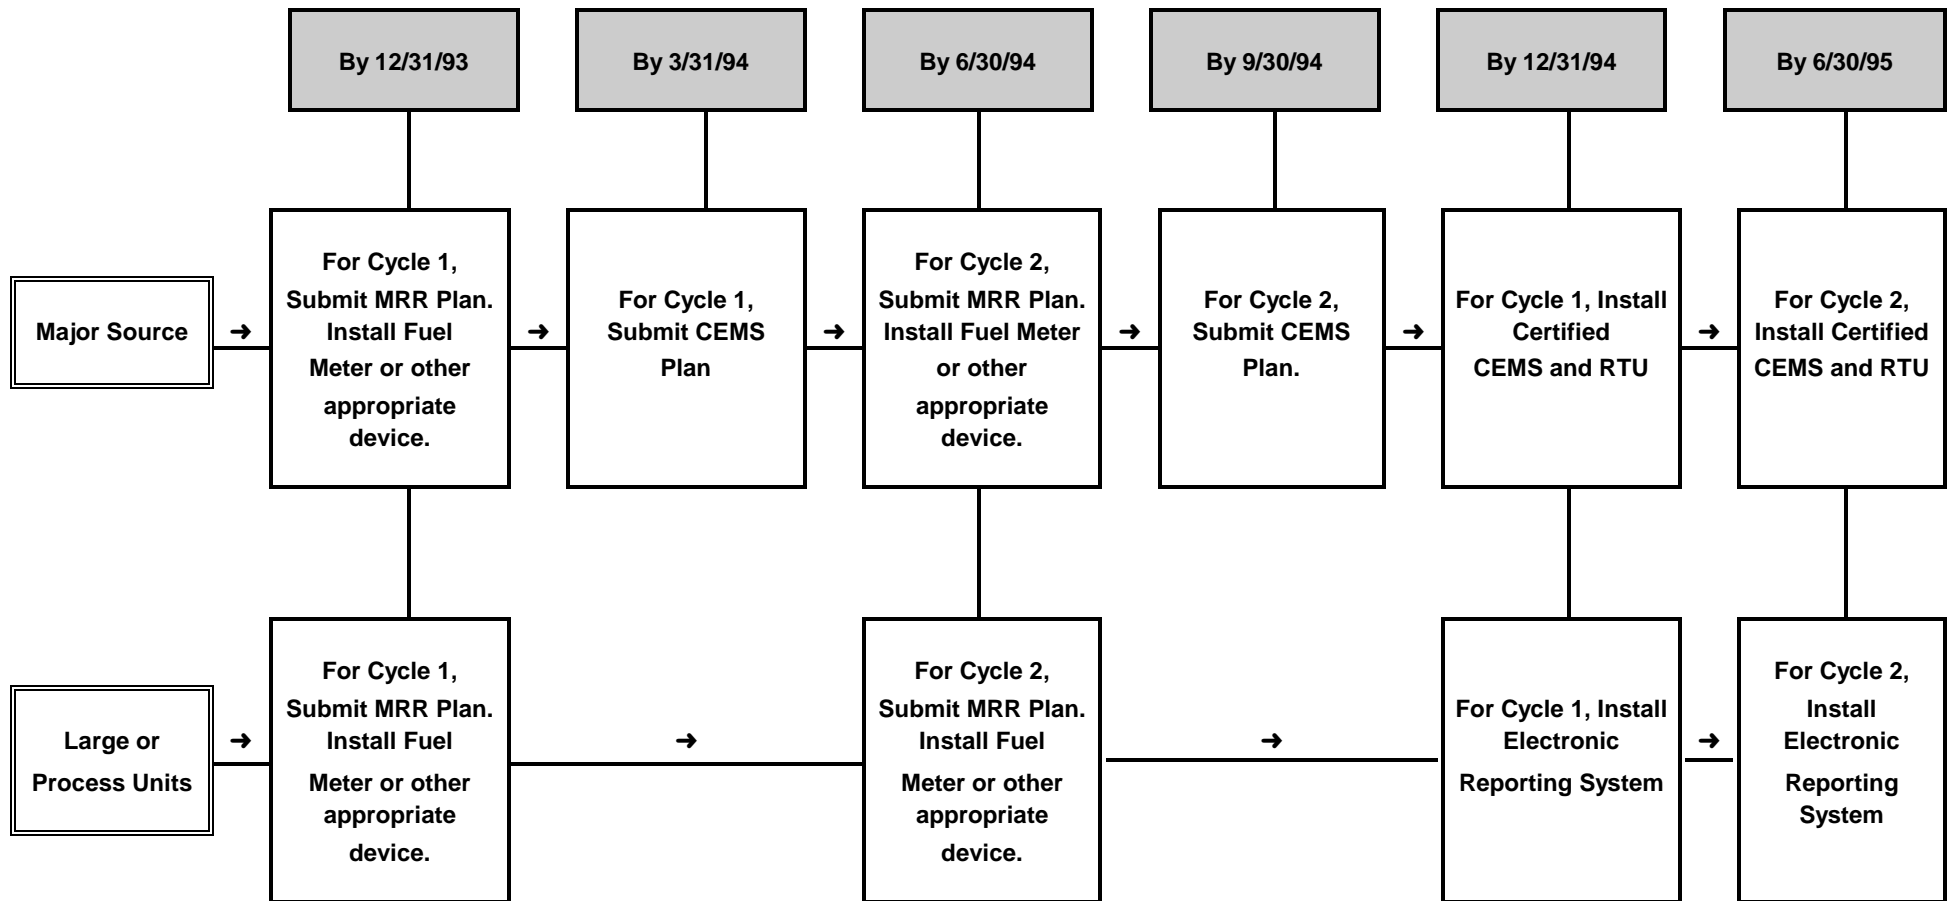 By 12/31/93
By 3/31/94
By 6/30/94
By 9/30/94
By 12/31/94
By 6/30/95
Major Source
For Cycle 1,
Submit MRR Plan.
Install Fuel
Meter or other
appropriate
device.
For Cycle 1,
Submit CEMS
Plan
For Cycle 2,
Submit MRR Plan.
Install Fuel Meter
or other
appropriate
device.
For Cycle 2,
Submit CEMS
Plan.
For Cycle 1, Install
Certified
CEMS and RTU
For Cycle 2,
Install Certified
CEMS and RTU
Large or
Process Units
For Cycle 1,
Submit MRR Plan.
Install Fuel
Meter or other
appropriate
device.
For Cycle 2,
Submit MRR Plan.
Install Fuel
Meter or other
appropriate
device.
For Cycle 1, Install
Electronic
Reporting System
For Cycle 2,
Install
Electronic
Reporting
System